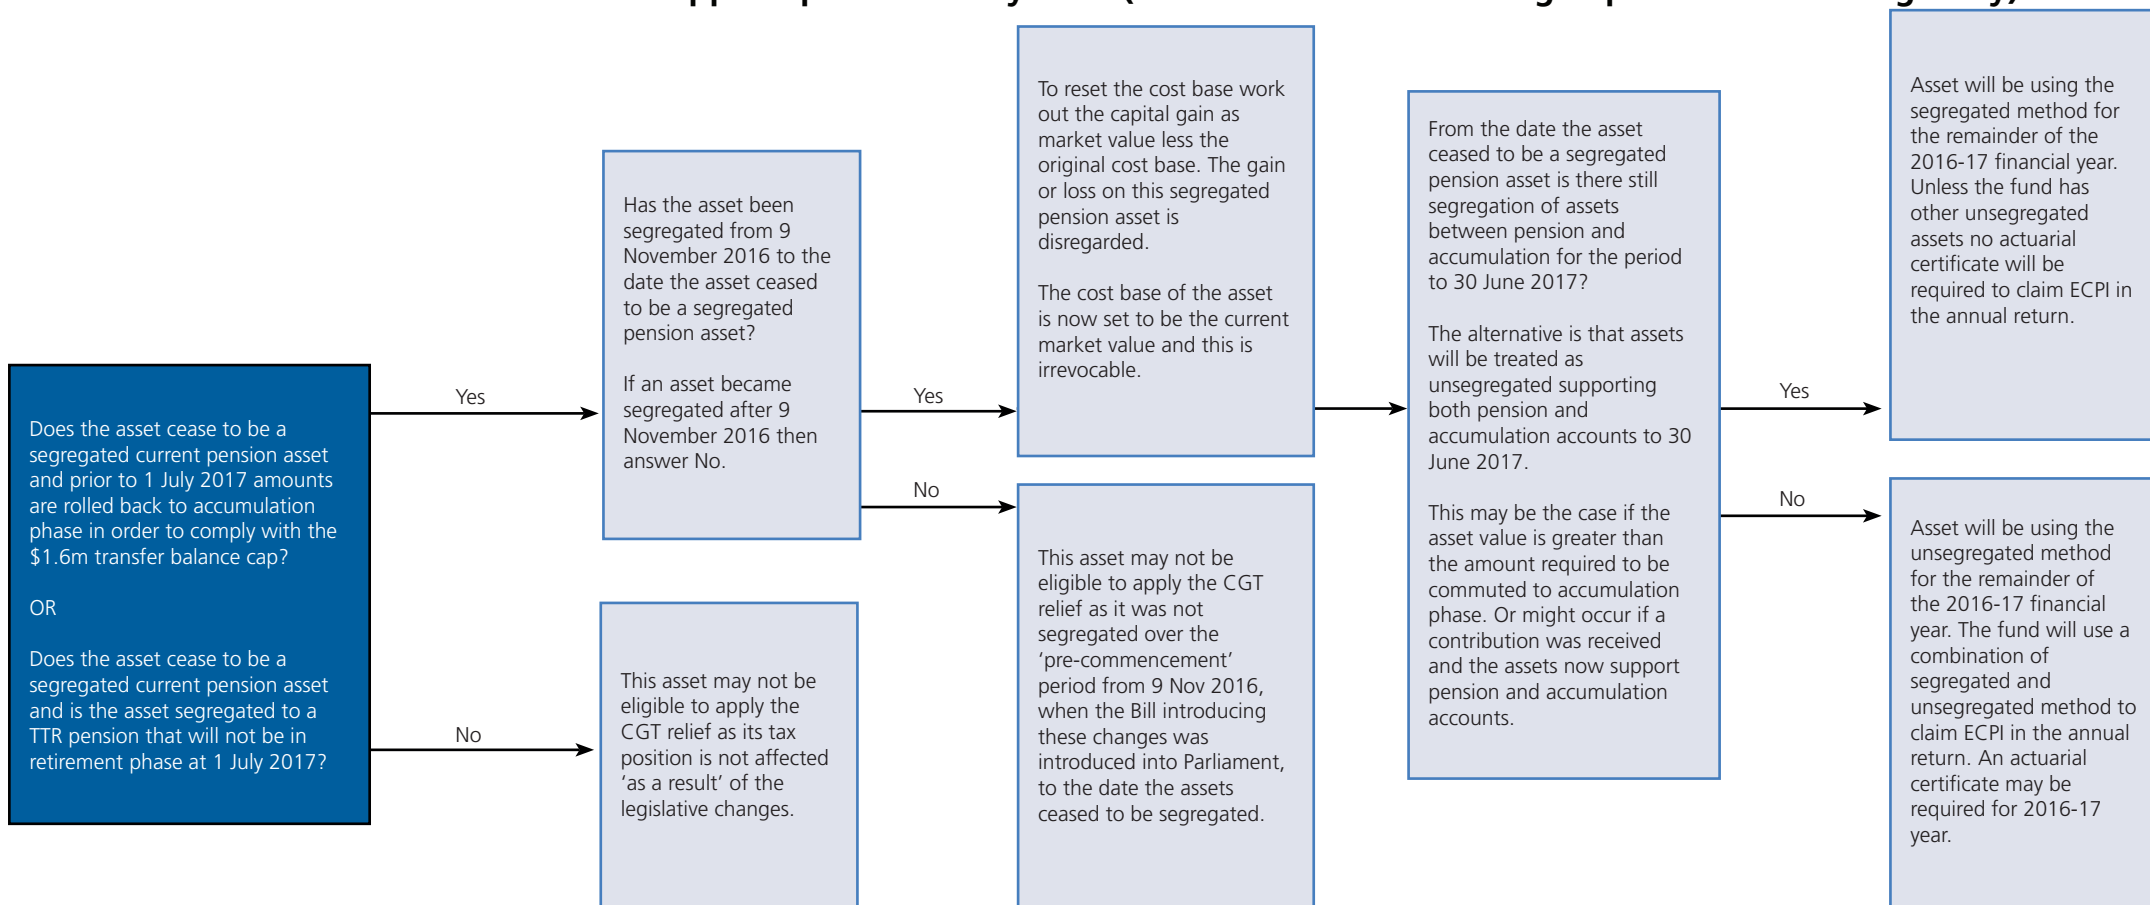 Does the asset cease to be a
segregated current pension asset
and prior to 1 July 2017 amounts
are rolled back to accumulation
phase in order to comply with the
$1.6m transfer balance cap?
OR
Does the asset cease to be a
segregated current pension asset
and is the asset segregated to a
TTR pension that will not be in
retirement phase at 1 July 2017?
Yes
No
Has the asset been
segregated from 9
November 2016 to the
date the asset ceased
to be a segregated
pension asset?
If an asset became
segregated after 9
November 2016 then
answer No.
This asset may not be
eligible to apply the
CGT relief as its tax
position is not affected
‘as a result’ of the
legislative changes.
Yes
No
To reset the cost base work
out the capital gain as
market value less the
original cost base. The gain
or loss on this segregated
pension asset is
disregarded.
The cost base of the asset
is now set to be the current
market value and this is
irrevocable.
This asset may not be
eligible to apply the CGT
relief as it was not
segregated over the
‘pre-commencement’
period from 9 Nov 2016,
when the Bill introducing
these changes was
introduced into Parliament,
to the date the assets
ceased to be segregated.
From the date the asset
ceased to be a segregated
pension asset is there still
segregation of assets
between pension and
accumulation for the period
to 30 June 2017?
The alternative is that assets
will be treated as
unsegregated supporting
both pension and
accumulation accounts to 30
June 2017.
This may be the case if the
asset value is greater than
the amount required to be
commuted to accumulation
phase. Or might occur if a
contribution was received
and the assets now support
pension and accumulation
accounts.
Yes
No
Asset will be using the
segregated method for
the remainder of the
2016-17 financial year.
Unless the fund has
other unsegregated
assets no actuarial
certificate will be
required to claim ECPI in
the annual return.
Asset will be using the
unsegregated method
for the remainder of
the 2016-17 financial
year. The fund will use a
combination of
segregated and
unsegregated method to
claim ECPI in the annual
return. An actuarial
certificate may be
required for 2016-17
year.